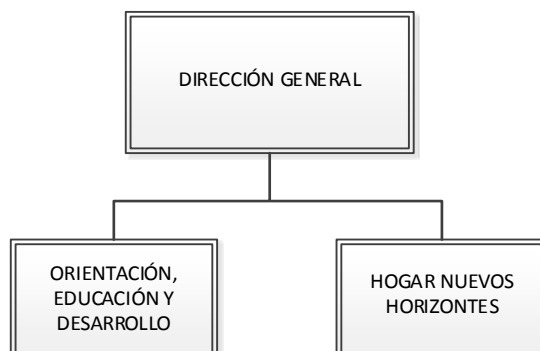 DIRECCIÓN GENERAL
ORIENTACIÓN,
EDUCACIÓN Y
DESARROLLO
HOGAR NUEVOS
HORIZONTES